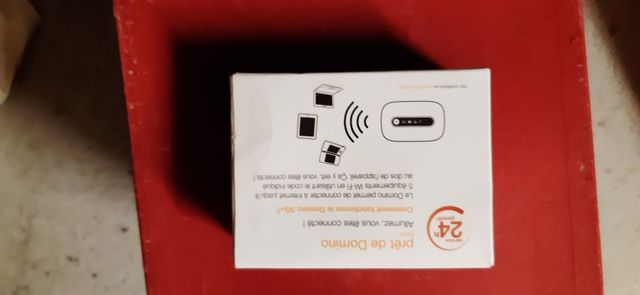 prêt de Domino
Allumez, vous êtes connecté !
24h
Comment fonctionne le Domino 3G+?
Le Domino permet de connecter à Internet jusqu'à
5 équipements Wi-Fi en utilisant le code indiqué
au dos de l'appareil. Ça y est, vous êtes connecté !